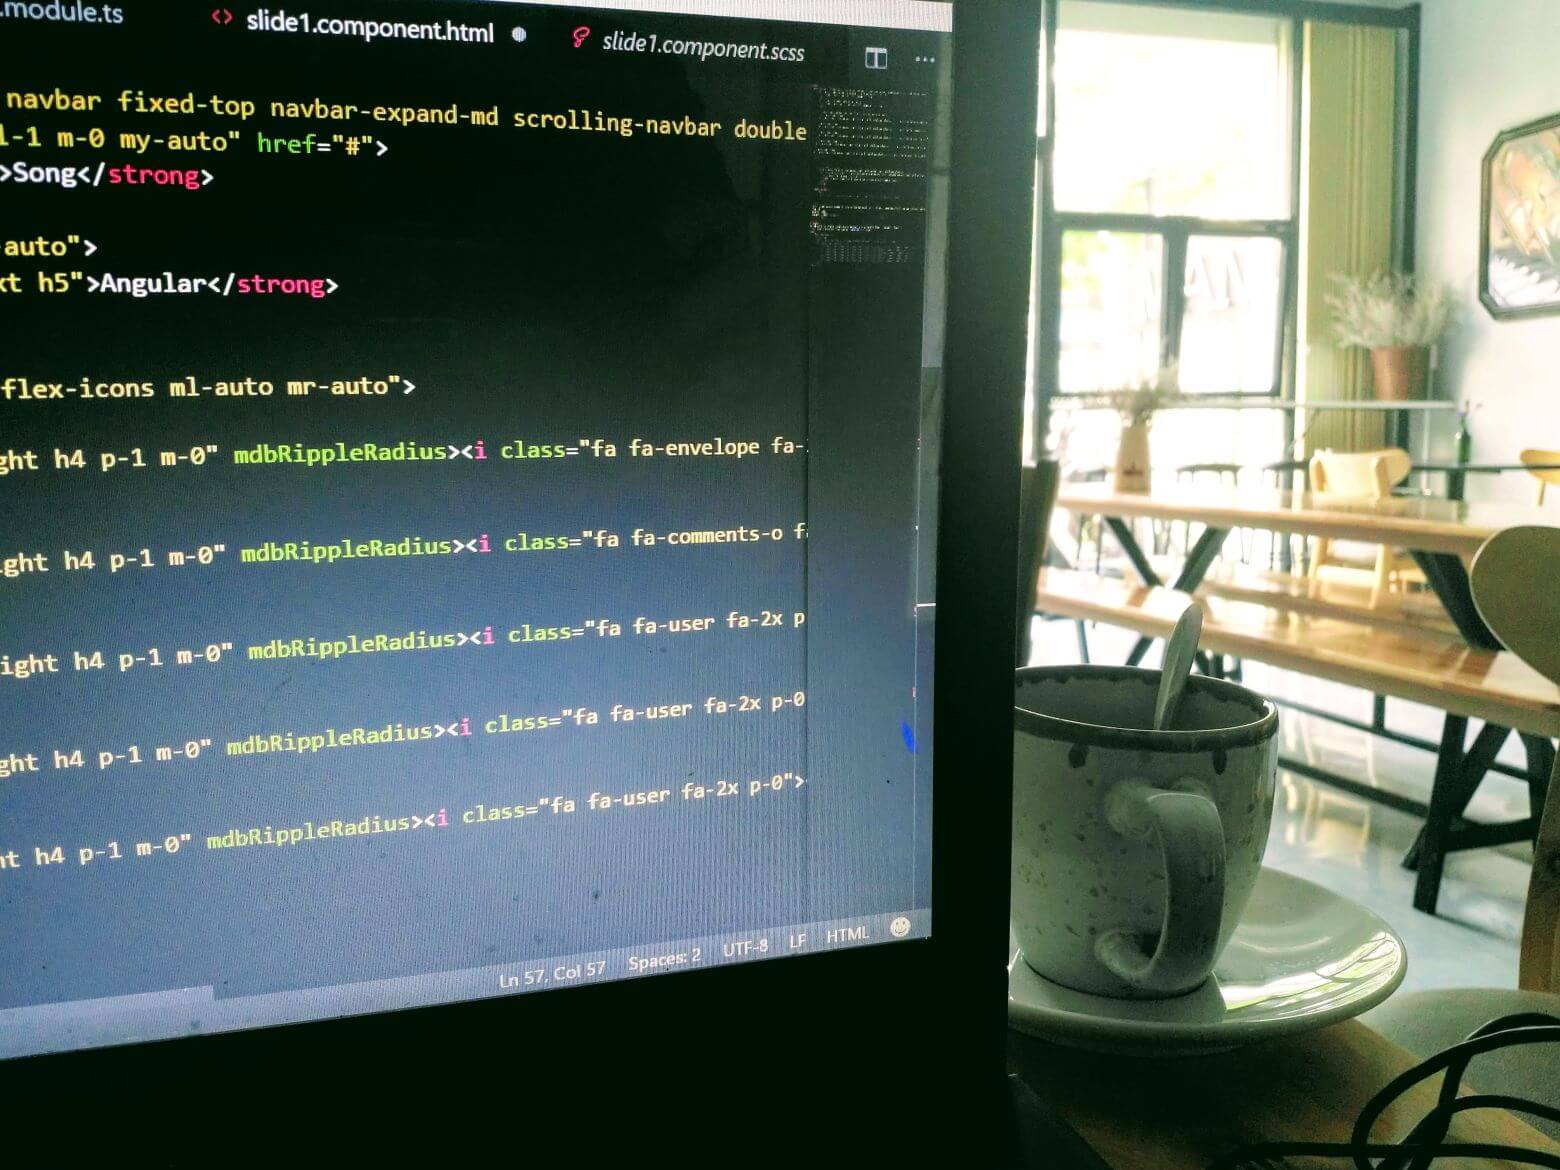 .module.ts
<> slide1.component.html
slide1.component.scss
navbar fixed-top navbar-expand-md scrolling-navbar double
l-1 m-0 my-auto" href="#">
>Song</strong>
-auto">
xt h5">Angular</strong>
flex-icons ml-auto mr-auto">
ght h4 p-1 m-0" mdbRippleRadius><i class="fa fa-envelope fa-
ight h4 p-1 m-0" mdbRippleRadius><i class="fa fa-comments-o f
ight h4 p-1 m-0" mdbRippleRadius><i class="fa fa-user fa-2x p
ght h4 p-1 m-0" mdbRippleRadius><i class="fa fa-user fa-2x p-0
ht h4 p-1 m-0" mdbRippleRadius><i class="fa fa-user fa-2x p-0">
Ln 57, Col 57 Spaces: 2 UTF-8 LF HTML